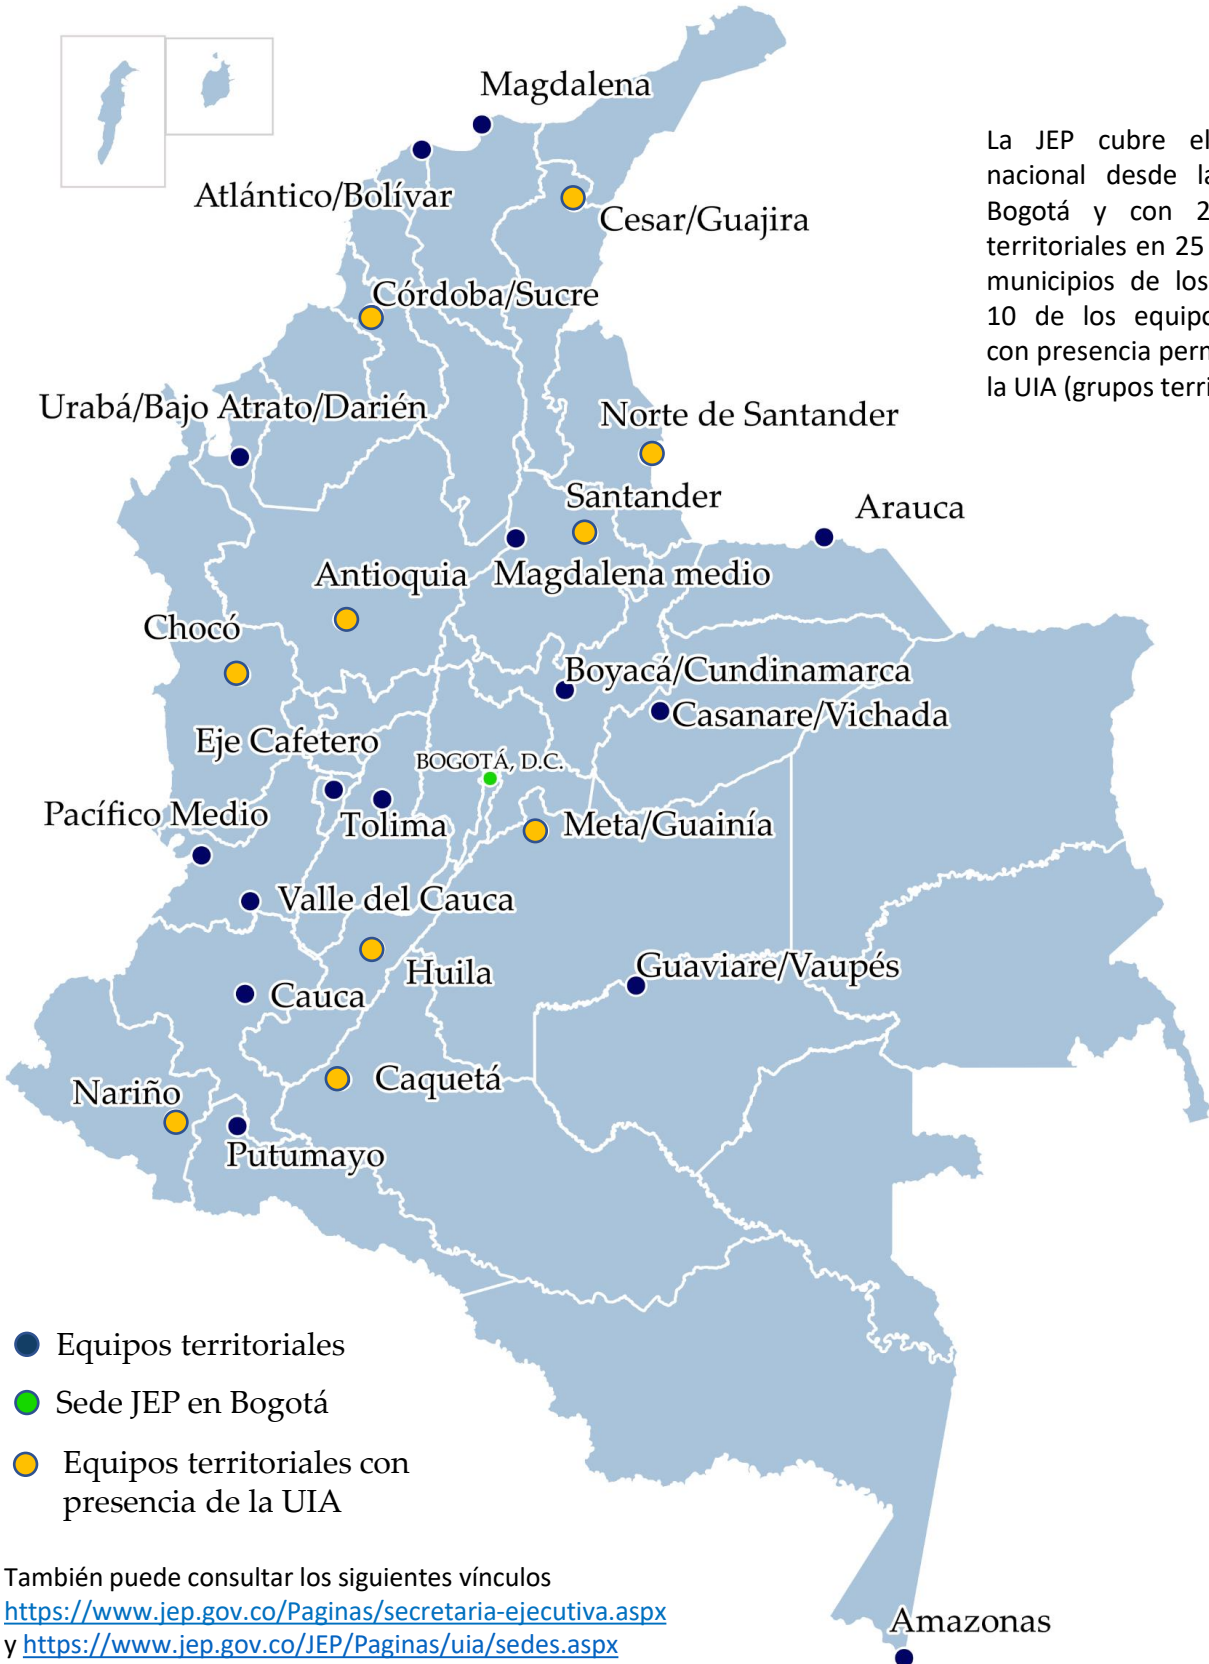 Magdalena
Atlántico/Bolívar
Cesar/Guajira
Córdoba/Sucre
Urabá/Bajo Atrato/Darién
Norte de Santander
Santander
Arauca
Antioquia
Magdalena medio
Chocó
Boyacá/Cundinamarca
Casanare/Vichada
Eje Cafetero
BOGOTÁ, D.C.
Pacífico Medio
Tolima
Meta/Guainía
Valle del Cauca
Huila
Guaviare/Vaupés
Cauca
Caquetá
Nariño
Putumayo
Amazonas
La JEP cubre el
nacional desde la
Bogotá y con 2
territoriales en 25
municipios de los
10 de los equipo
con presencia perm
la UIA (grupos terri
Equipos territoriales
Sede JEP en Bogotá
Equipos territoriales con
presencia de la UIA
También puede consultar los siguientes vínculos
https://www.jep.gov.co/Paginas/secretaria-ejecutiva.aspx
y https://www.jep.gov.co/JEP/Paginas/uia/sedes.aspx